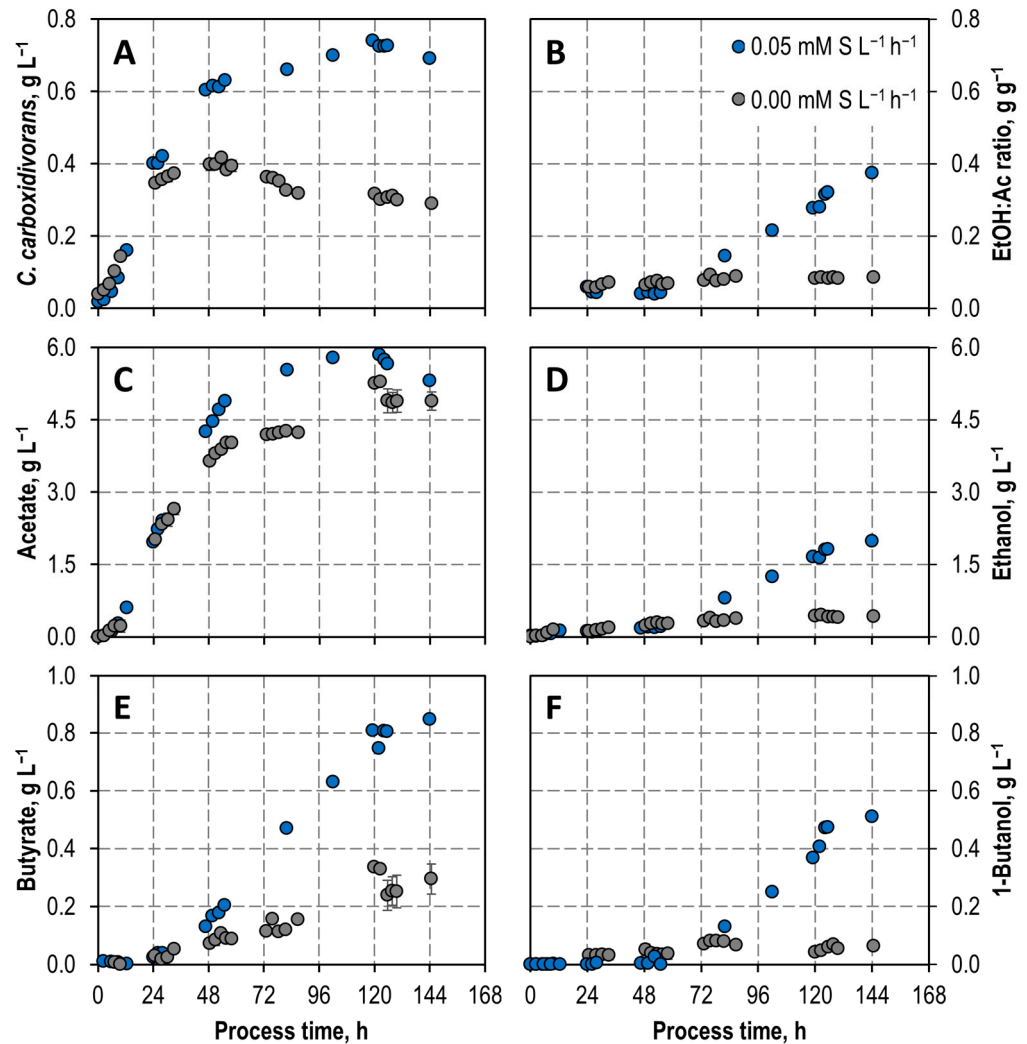 A
B
0.05 mM S L⁻¹ h⁻¹
0.00 mM S L⁻¹ h⁻¹
0.8
0.6
0.4
0.2
0.0
C. carboxidivorans, g L⁻¹
0.8
0.6
0.4
0.2
0.0
EtOH:Ac ratio, g g⁻¹
C
D
6.0
4.5
3.0
1.5
0.0
Acetate, g L⁻¹
6.0
4.5
3.0
1.5
0.0
Ethanol, g L⁻¹
E
F
1.0
0.8
0.6
0.4
0.2
0.0
Butyrate, g L⁻¹
1.0
0.8
0.6
0.4
0.2
0.0
1-Butanol, g L⁻¹
0 24 48 72 96 120 144 168
0 24 48 72 96 120 144 168
Process time, h
Process time, h